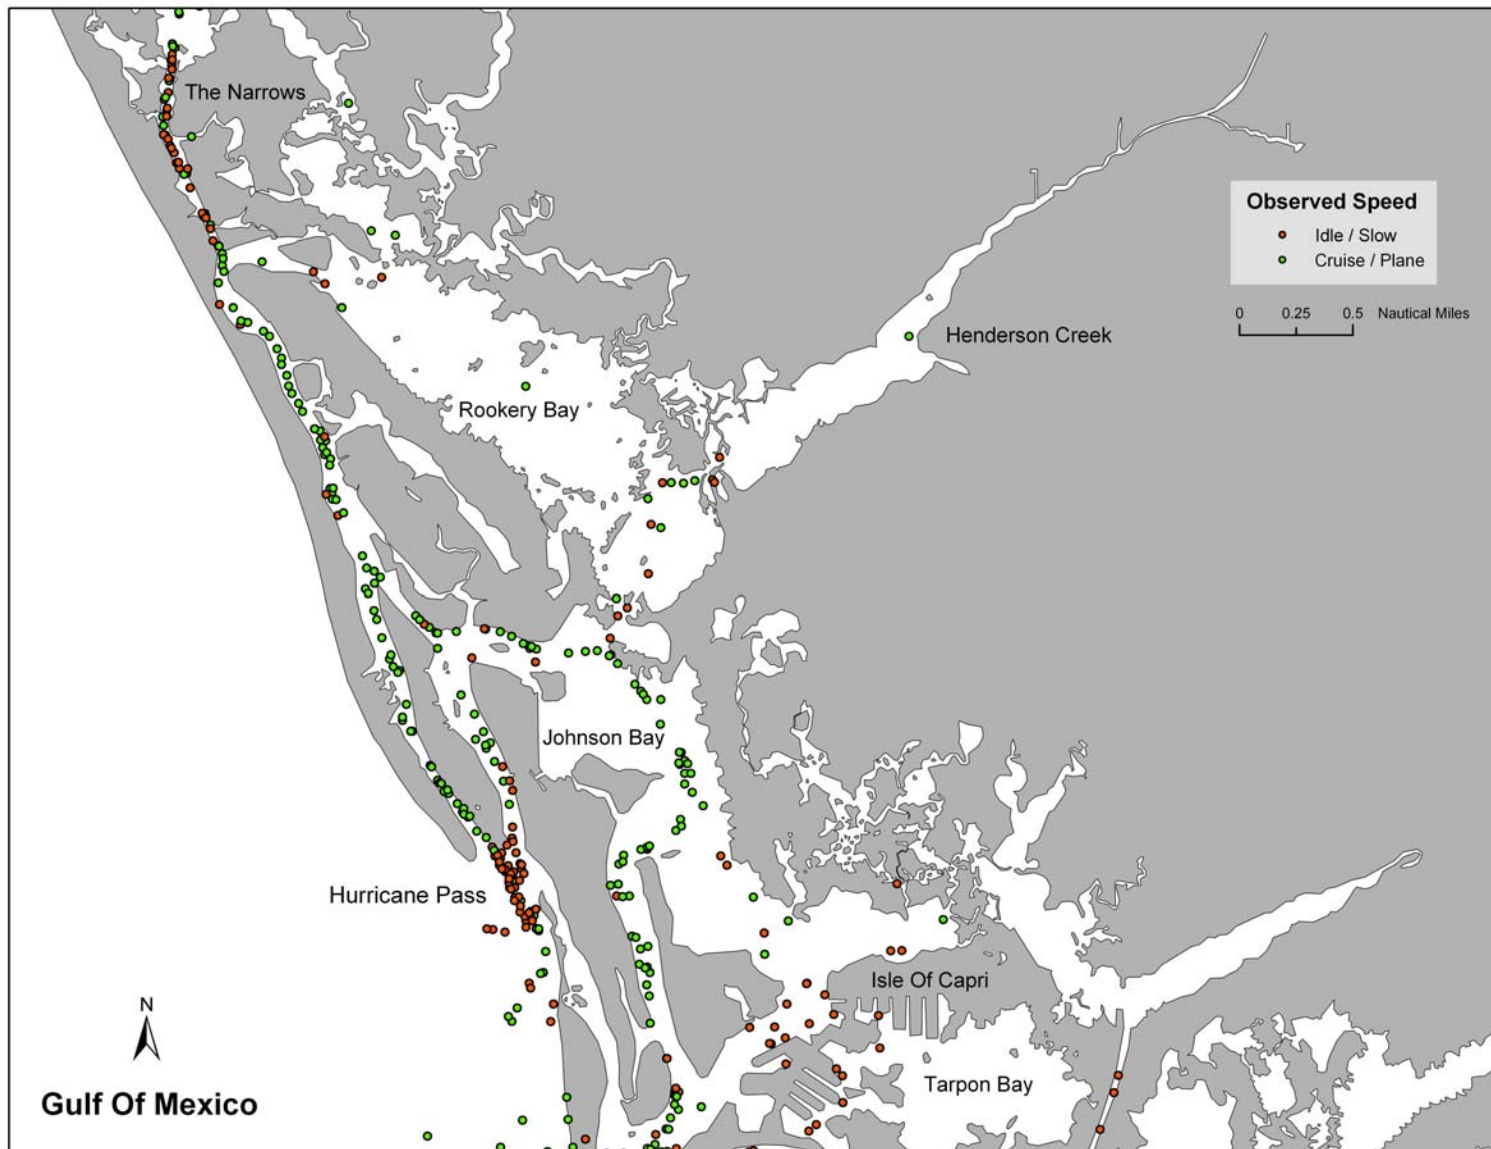 The Narrows
Observed Speed
Idle / Slow
Cruise / Plane
0 0.25 0.5 Nautical Miles
Henderson Creek
Rookery Bay
Johnson Bay
Hurricane Pass
Isle Of Capri
N
Tarpon Bay
Gulf Of Mexico